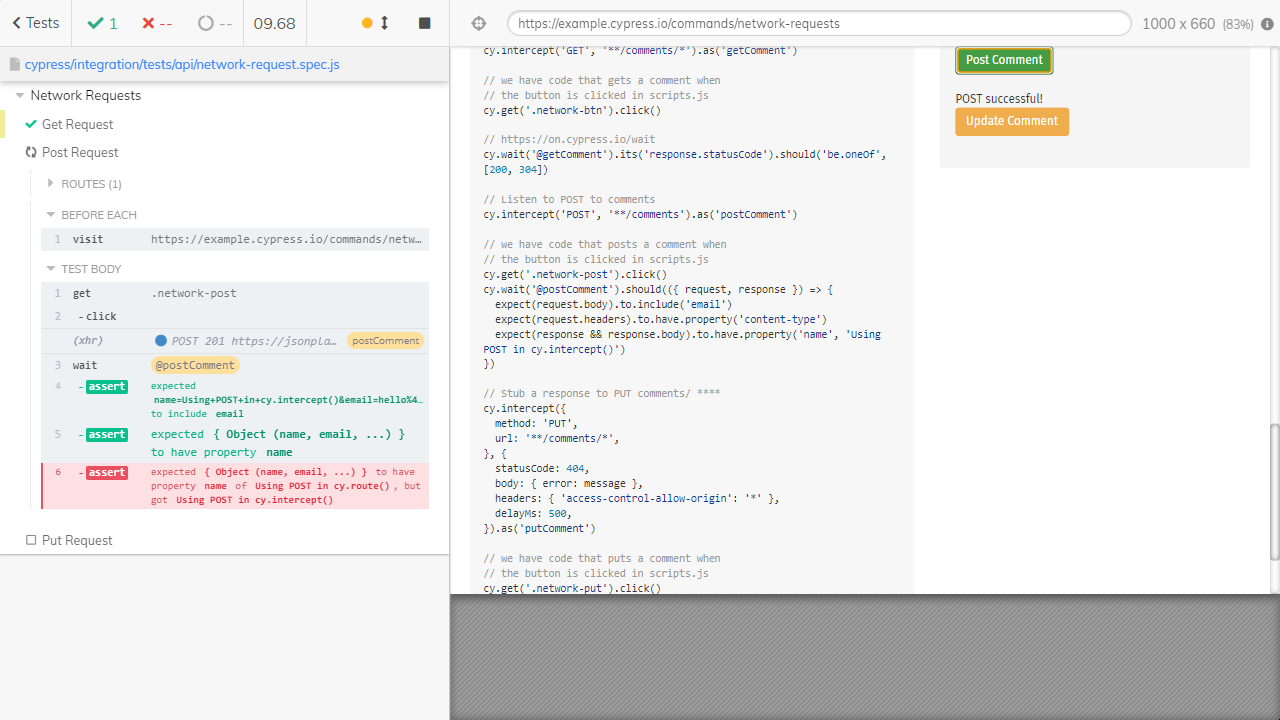 Tests
1
--
--
09.68
https://example.cypress.io/commands/network-requests
1000 x 660 (83%)
cypress/integration/tests/api/network-request.spec.js
Network Requests
Get Request
Post Request
ROUTES (1)
BEFORE EACH
1 visit https://example.cypress.io/commands/netw…
TEST BODY
1 get .network-post
2 -click
(xhr) POST 201 https://jsonpla… postComment
3 wait @postComment
4 -assert expected
name=Using+POST+in+cy.intercept()&email=hello%4…
to include email
5 -assert expected { Object (name, email, ...) }
to have property name
6 -assert expected { Object (name, email, ...) } to have
property name of Using POST in cy.route() , but
got Using POST in cy.intercept()
Put Request
cy.intercept('GET', '**/comments/*').as('getComment')
// we have code that gets a comment when
// the button is clicked in scripts.js
cy.get('.network-btn').click()
// https://on.cypress.io/wait
cy.wait('@getComment').its('response.statusCode').should('be.oneOf',
[200, 304])
// Listen to POST to comments
cy.intercept('POST', '**/comments').as('postComment')
// we have code that posts a comment when
// the button is clicked in scripts.js
cy.get('.network-post').click()
cy.wait('@postComment').should(({ request, response }) => {
expect(request.body).to.include('email')
expect(request.headers).to.have.property('content-type')
expect(response && response.body).to.have.property('name', 'Using
POST in cy.intercept()')
})
// Stub a response to PUT comments/ ****
cy.intercept({
method: 'PUT',
url: '**/comments/*',
}, {
statusCode: 404,
body: { error: message },
headers: { 'access-control-allow-origin': '*' },
delayMs: 500,
}).as('putComment')
// we have code that puts a comment when
// the button is clicked in scripts.js
cy.get('.network-put').click()
Post Comment
POST successful!
Update Comment